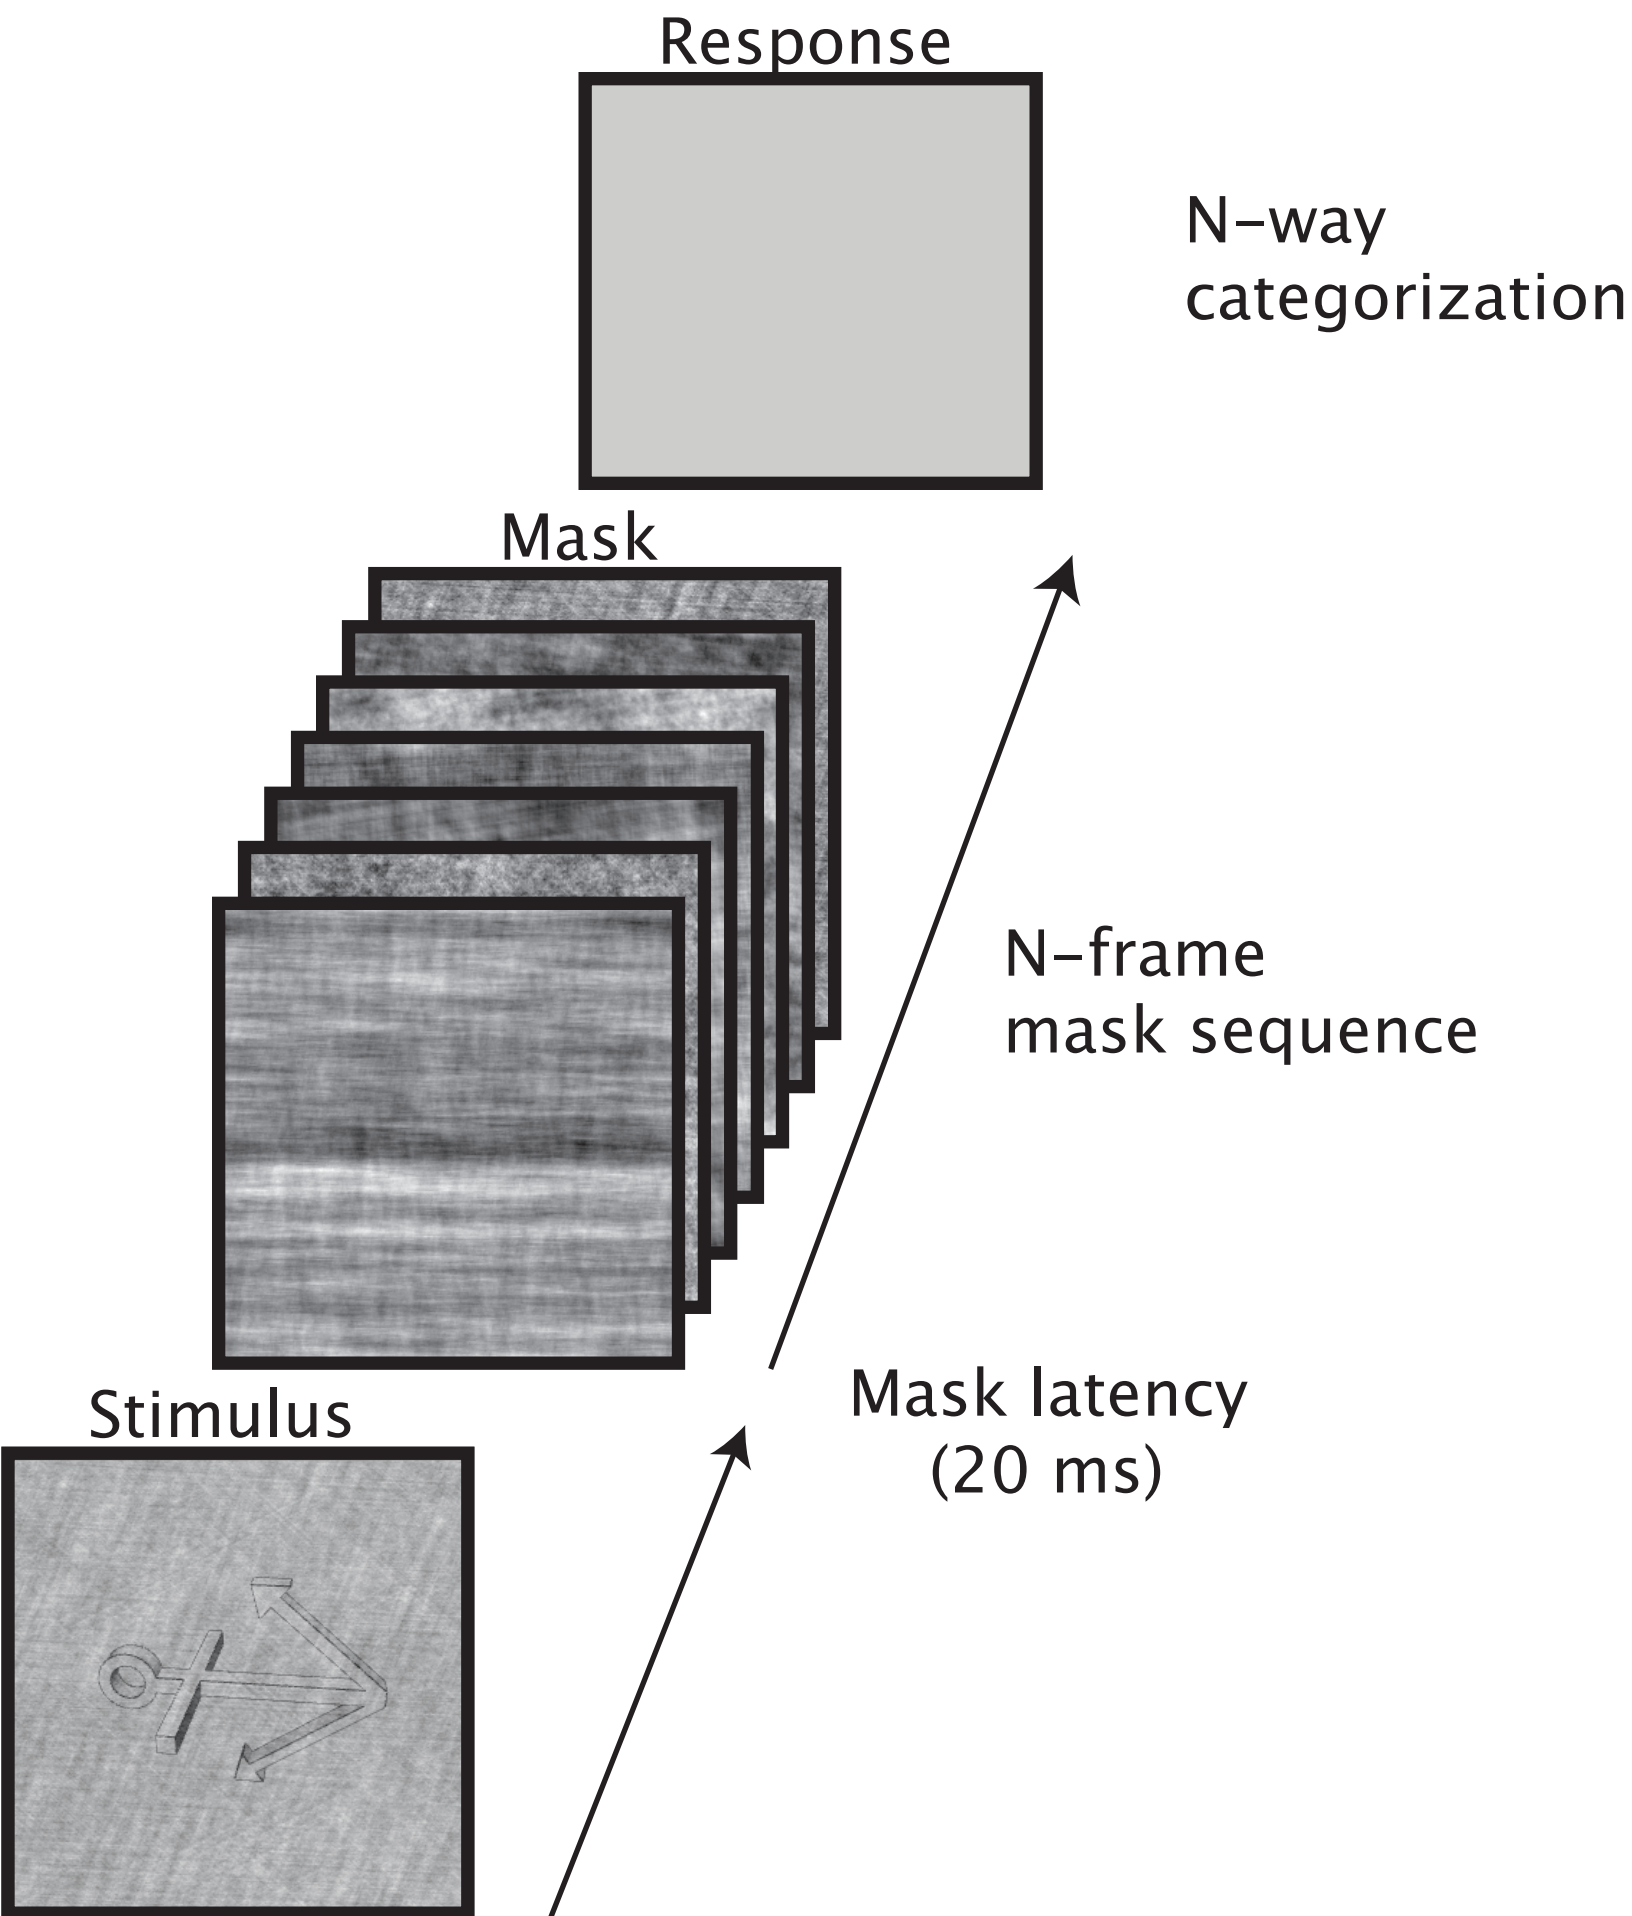 Response
N–way
categorization
Mask
N–frame
mask sequence
Mask latency
(20 ms)
Stimulus